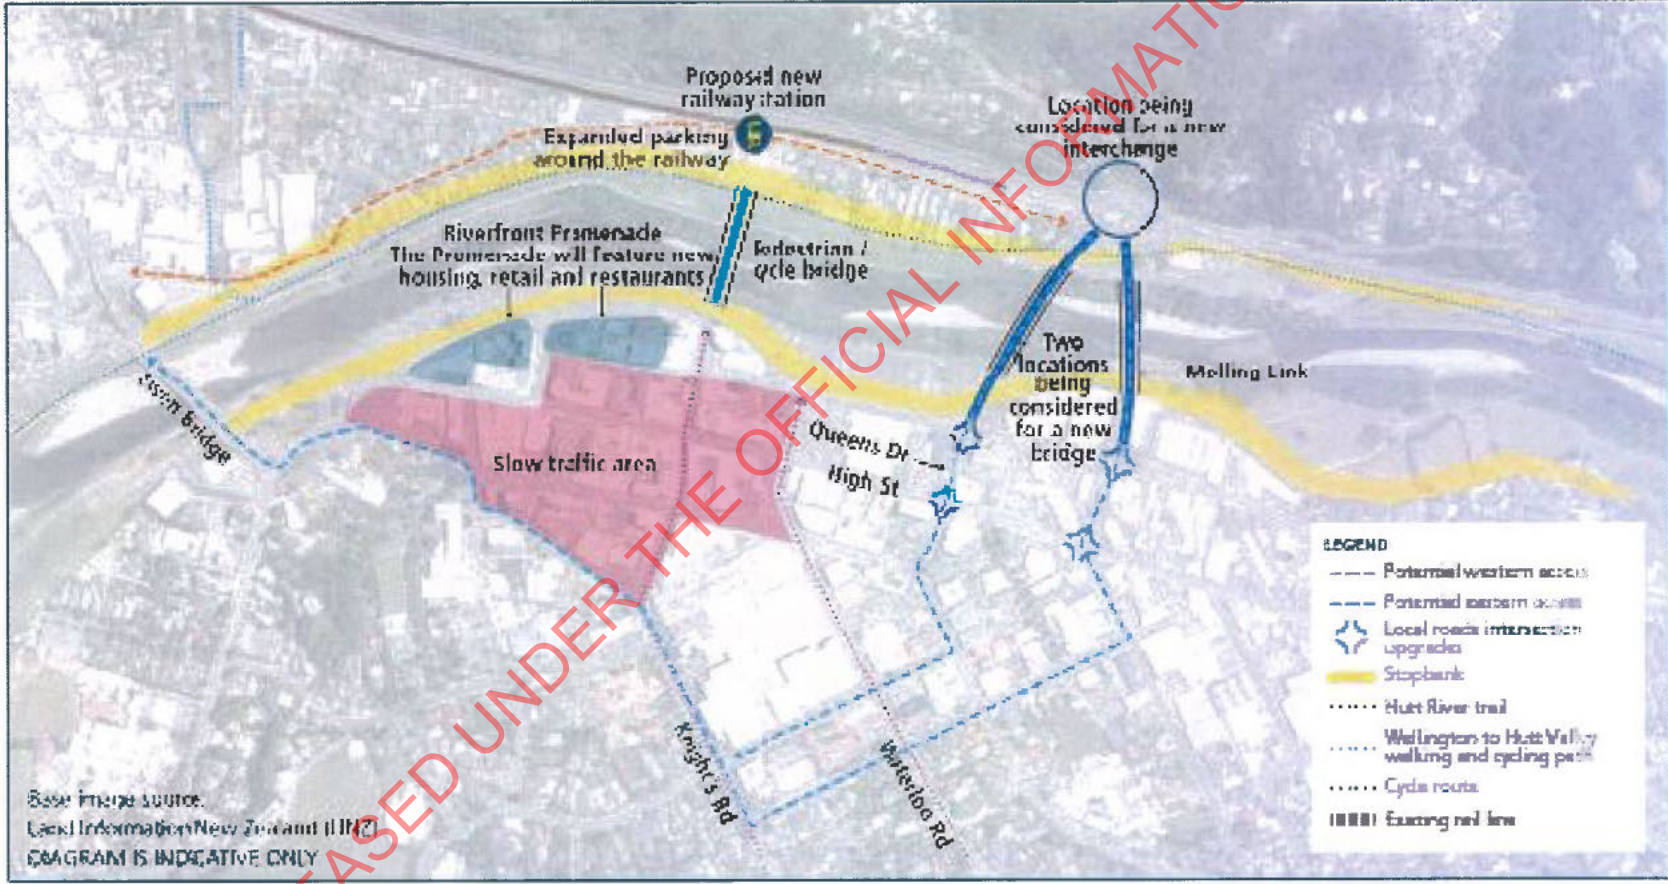 Proposed new
railway station
Expanded parking
around the railway
Location being
considered for a new
interchange
Riverfront Promenade
The Promenade will feature new
housing, retail and restaurants
Pedestrian /
cycle bridge
Two
locations
being
considered
for a new
bridge
Melling Link
Bridge
Queens Dr
High St
Slow traffic area
Knights Rd
Waterloo Rd
LEGEND
Potential western access
Potential eastern access
Local roads intersection
upgrades
Stopbank
Hutt River trail
Wellington to Hutt Valley
walking and cycling path
Cycle route
Existing rail line
Base image source:
Land Information New Zealand (LINZ)
DIAGRAM IS INDICATIVE ONLY
ASED UNDER THE OFFICIAL INFORMATIO